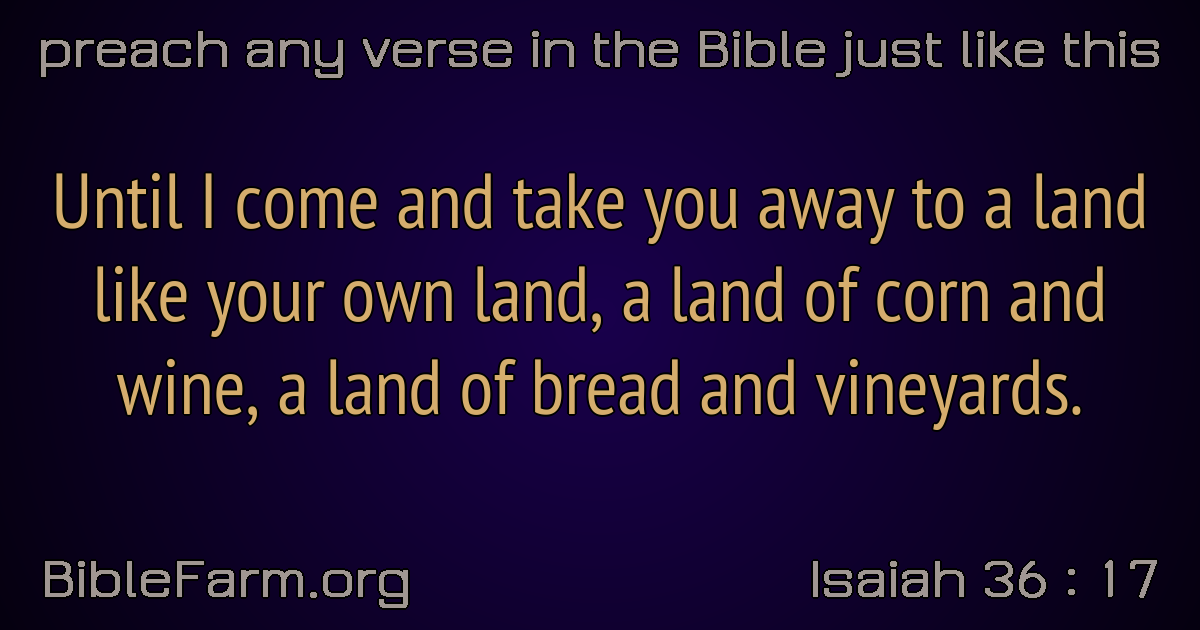 preach any verse in the Bible just like this
Until I come and take you away to a land
like your own land, a land of corn and
wine, a land of bread and vineyards.
BibleFarm.org
Isaiah 36 : 17